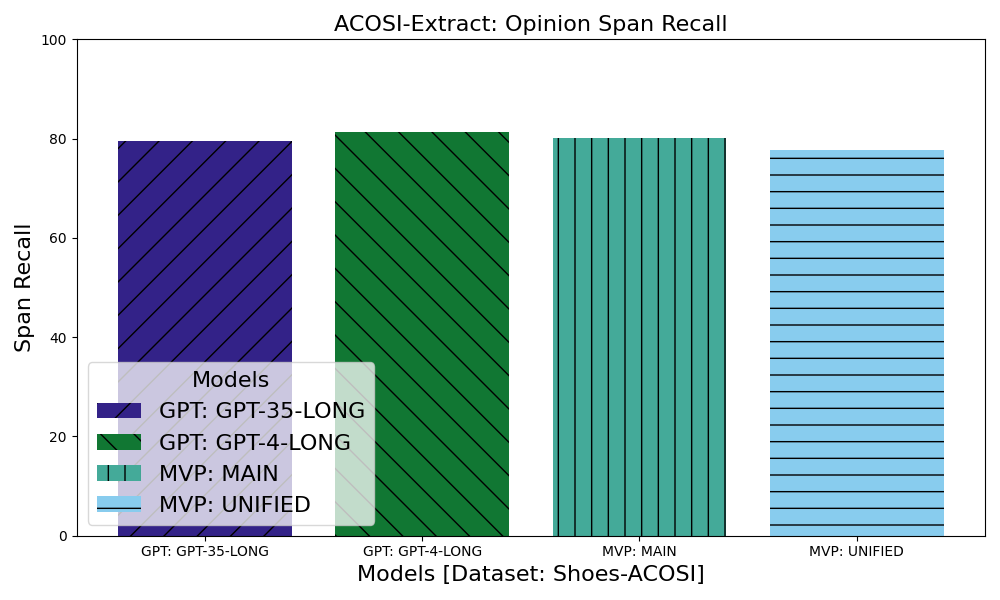 ACOSI-Extract: Opinion Span Recall
100
80
60
40
20
0
Span Recall
Models
GPT: GPT-35-LONG
GPT: GPT-4-LONG
MVP: MAIN
MVP: UNIFIED
GPT: GPT-35-LONG
GPT: GPT-4-LONG
MVP: MAIN
MVP: UNIFIED
Models [Dataset: Shoes-ACOSI]